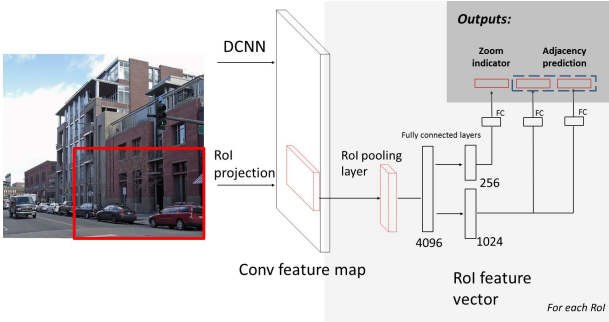 Outputs:
Zoom
indicator
Adjacency
prediction
DCNN
FC
FC
FC
Fully connected layers
RoI
projection
RoI pooling
layer
256
4096
1024
Conv feature map
RoI feature
vector
For each RoI